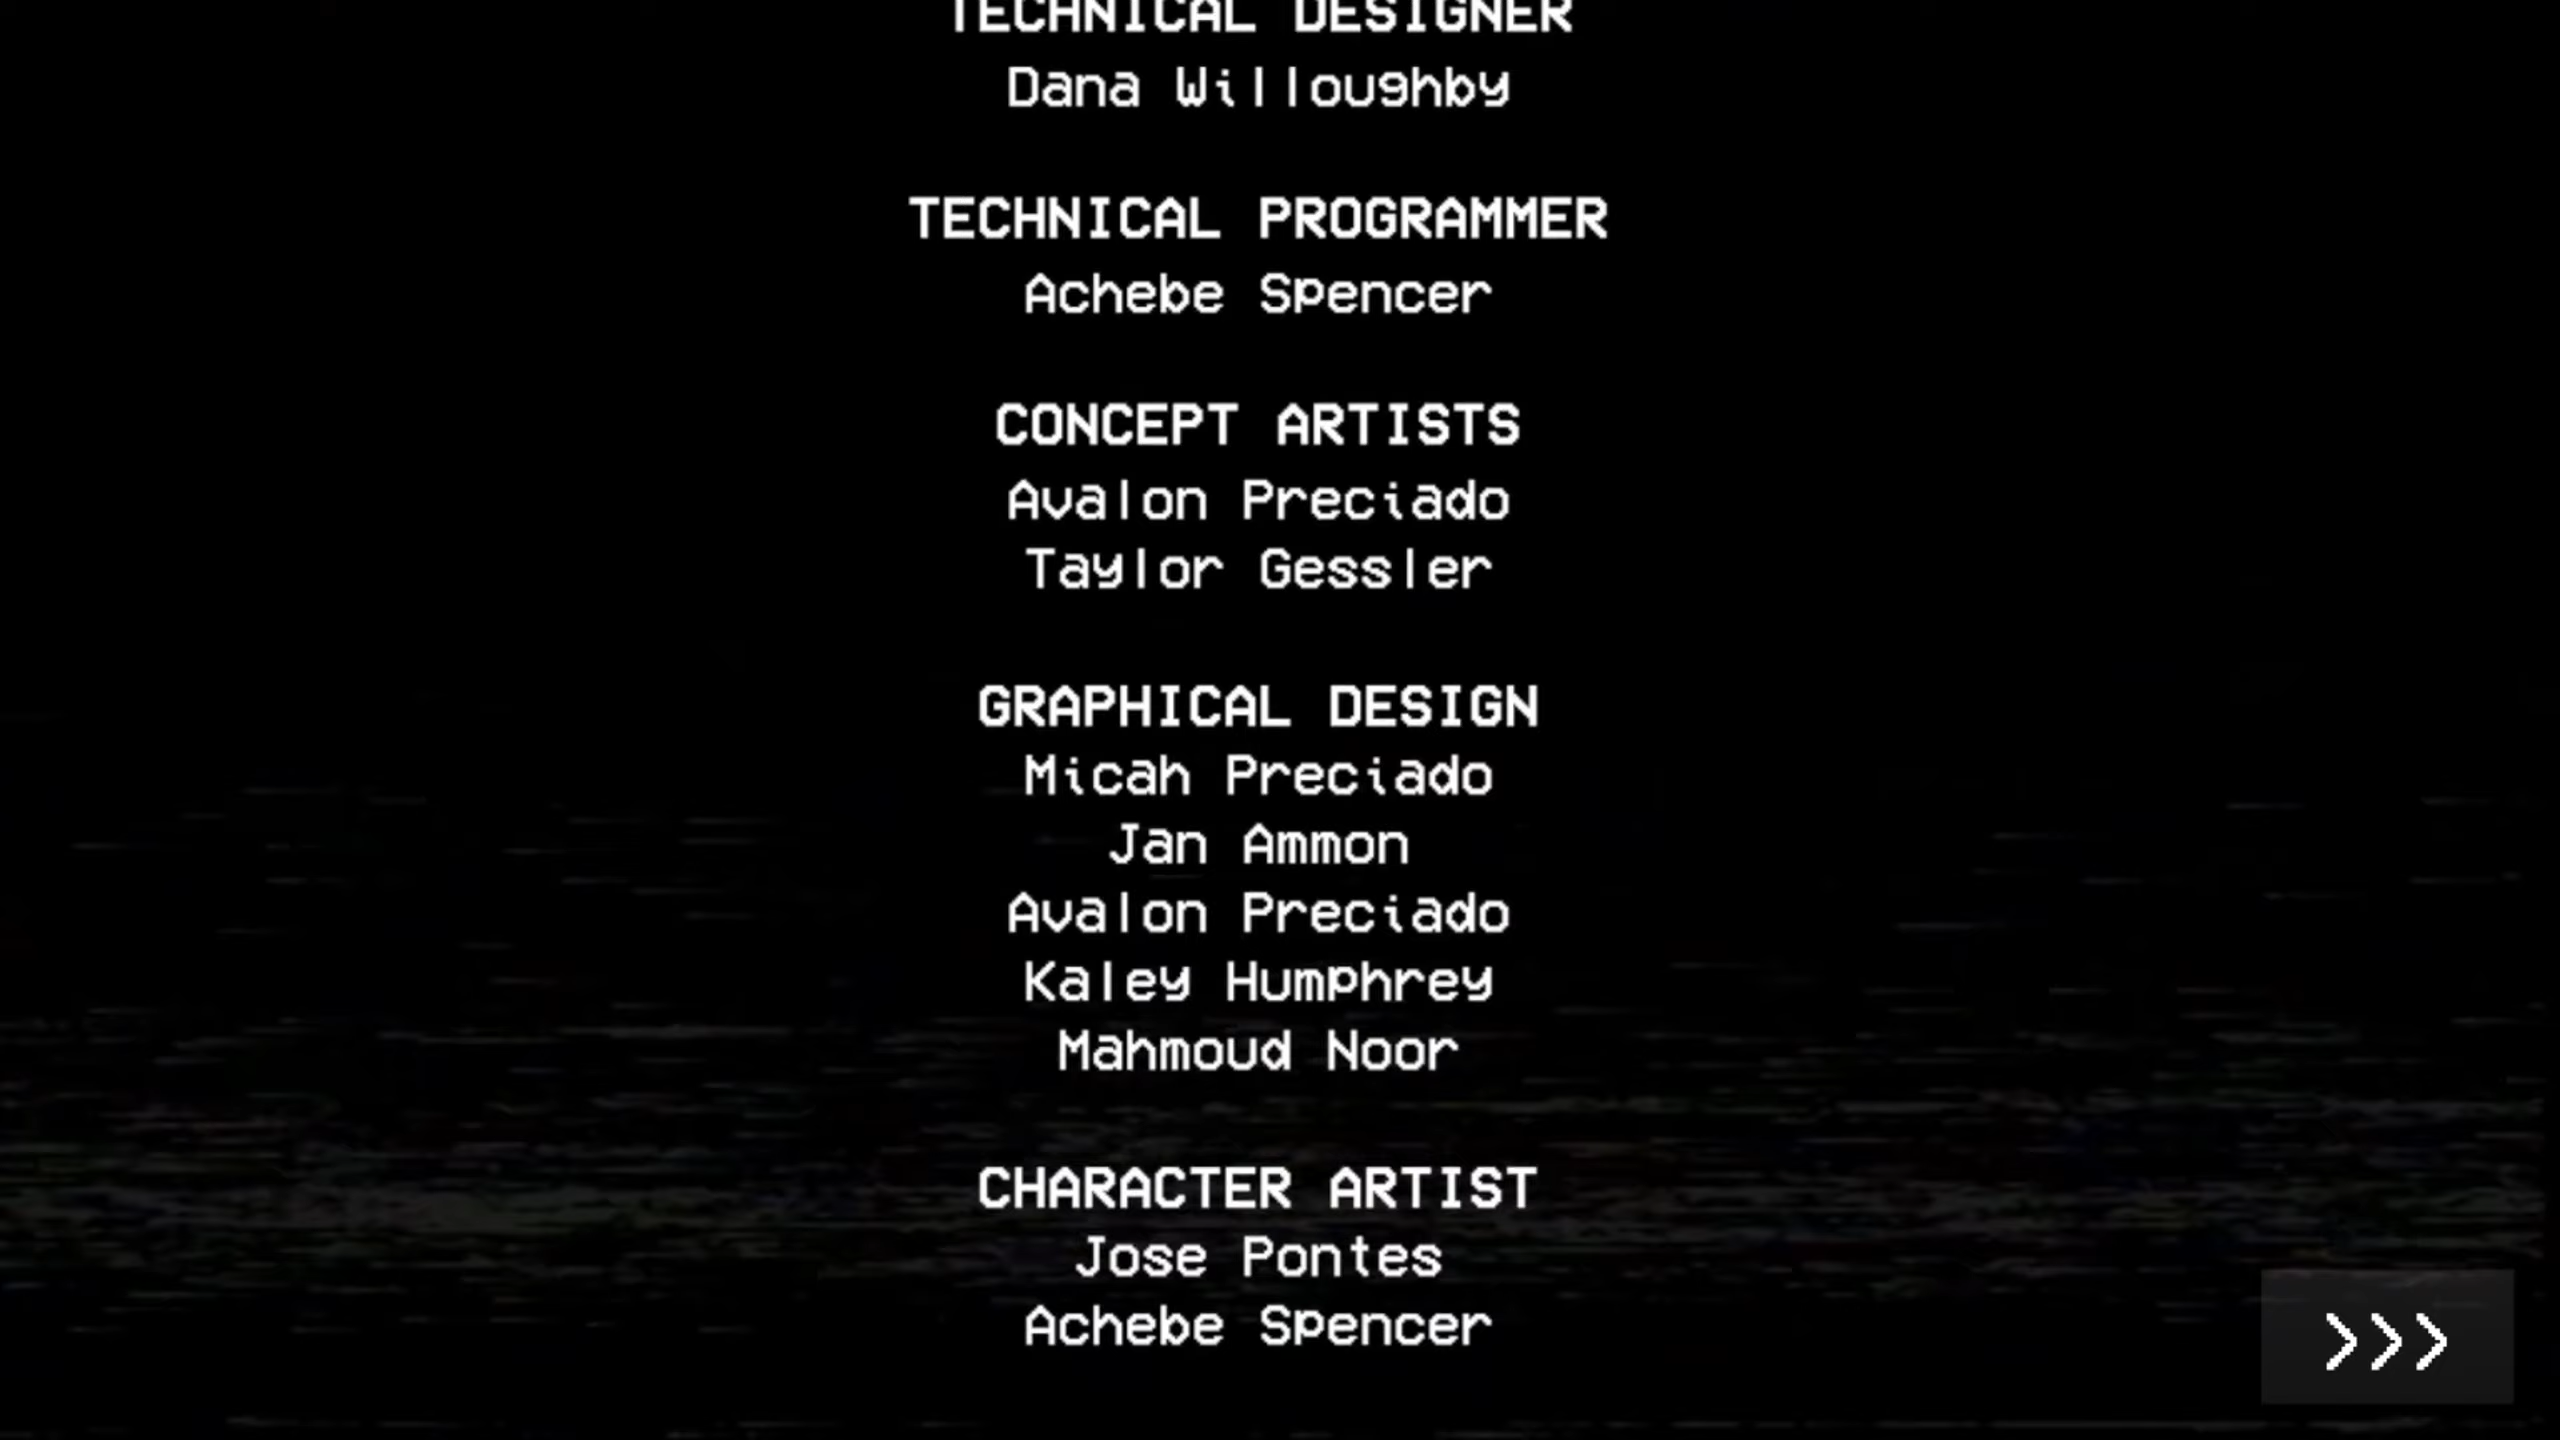 TECHNICAL DESIGNER
Dana Willoughby
TECHNICAL PROGRAMMER
Achebe Spencer
CONCEPT ARTISTS
Avalon Preciado
Taylor Gessler
GRAPHICAL DESIGN
Micah Preciado
Jan Ammon
Avalon Preciado
Kaley Humphrey
Mahmoud Noor
CHARACTER ARTIST
Jose Pontes
Achebe Spencer
>>>